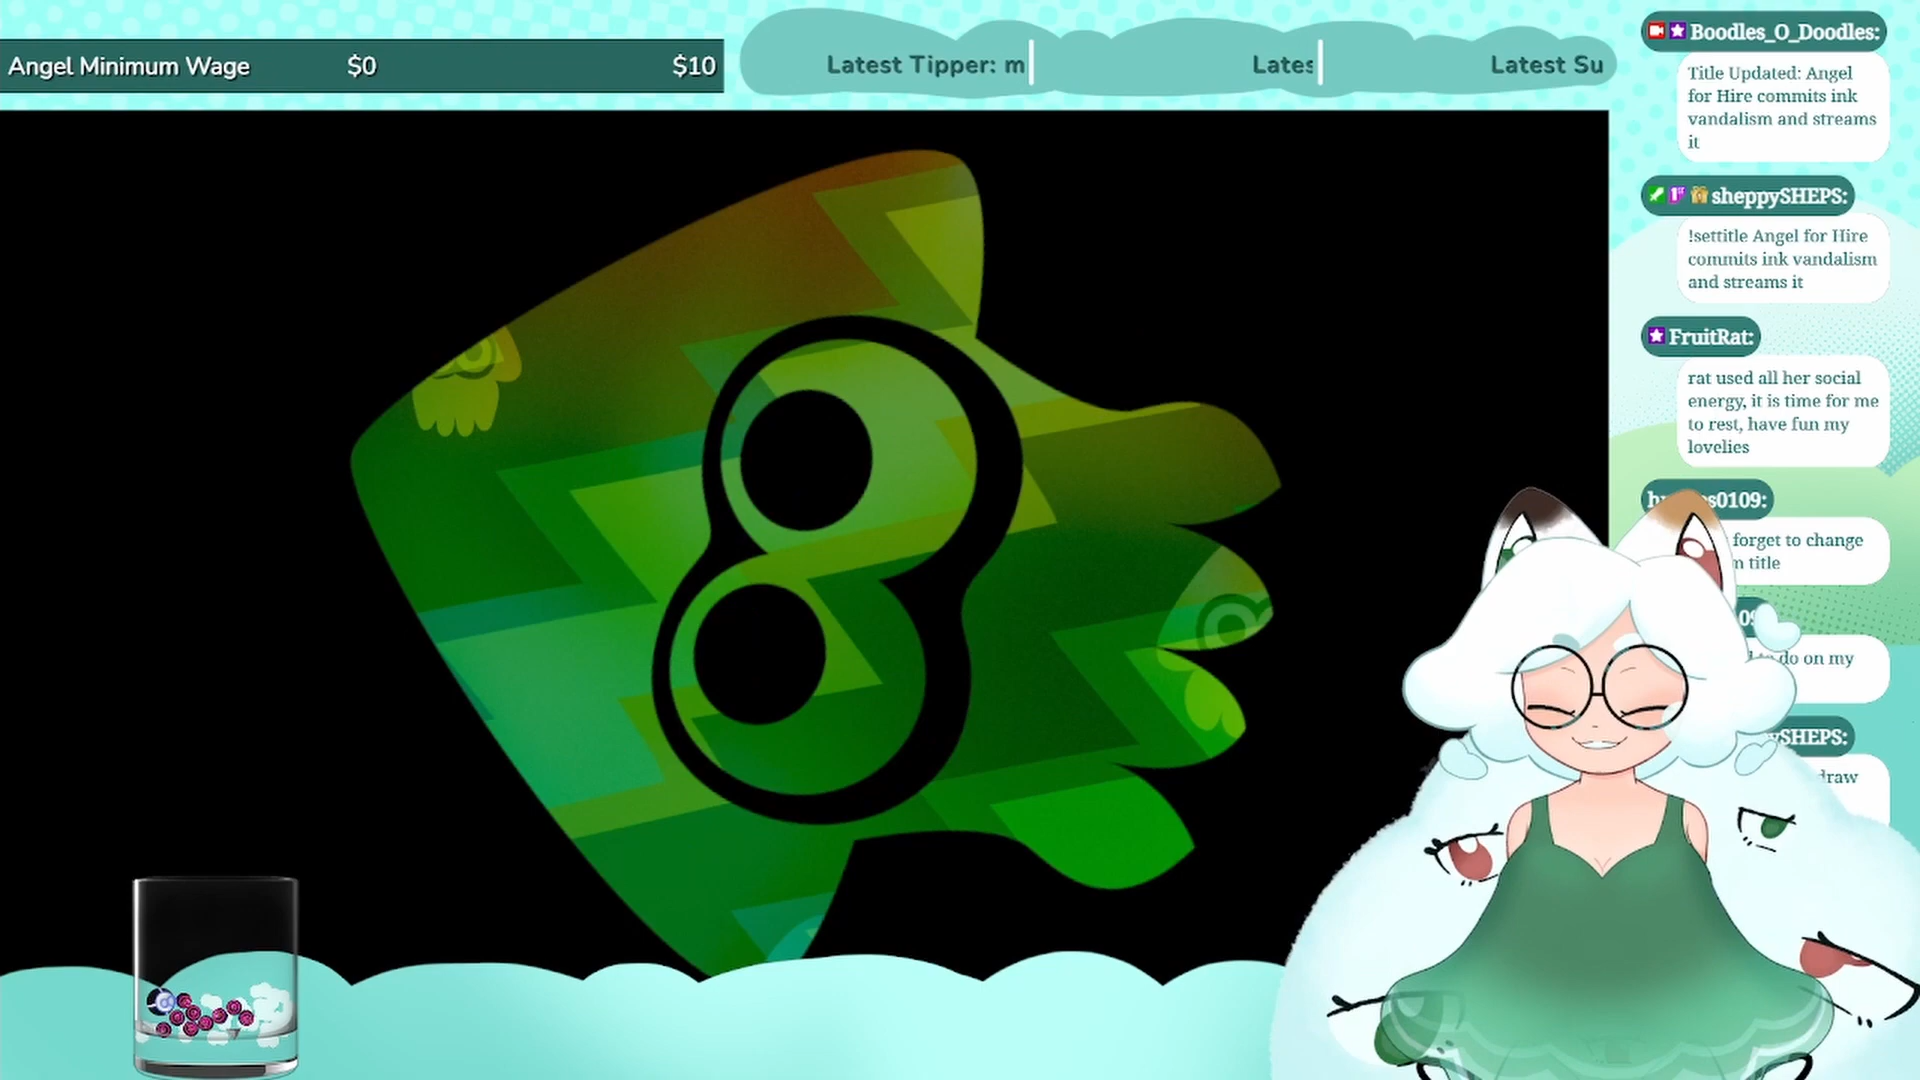 Angel Minimum Wage $0 $10
Latest Tipper: m
Lates
Latest Su
Boodles_O_Doodles:
Title Updated: Angel
for Hire commits ink
vandalism and streams
it
sheppySHEPS:
!settitle Angel for Hire
commits ink vandalism
and streams it
FruitRat:
rat used all her social
energy, it is time for me
to rest, have fun my
lovelies
s0109:
forget to change
title
do on my
SHEPS:
draw